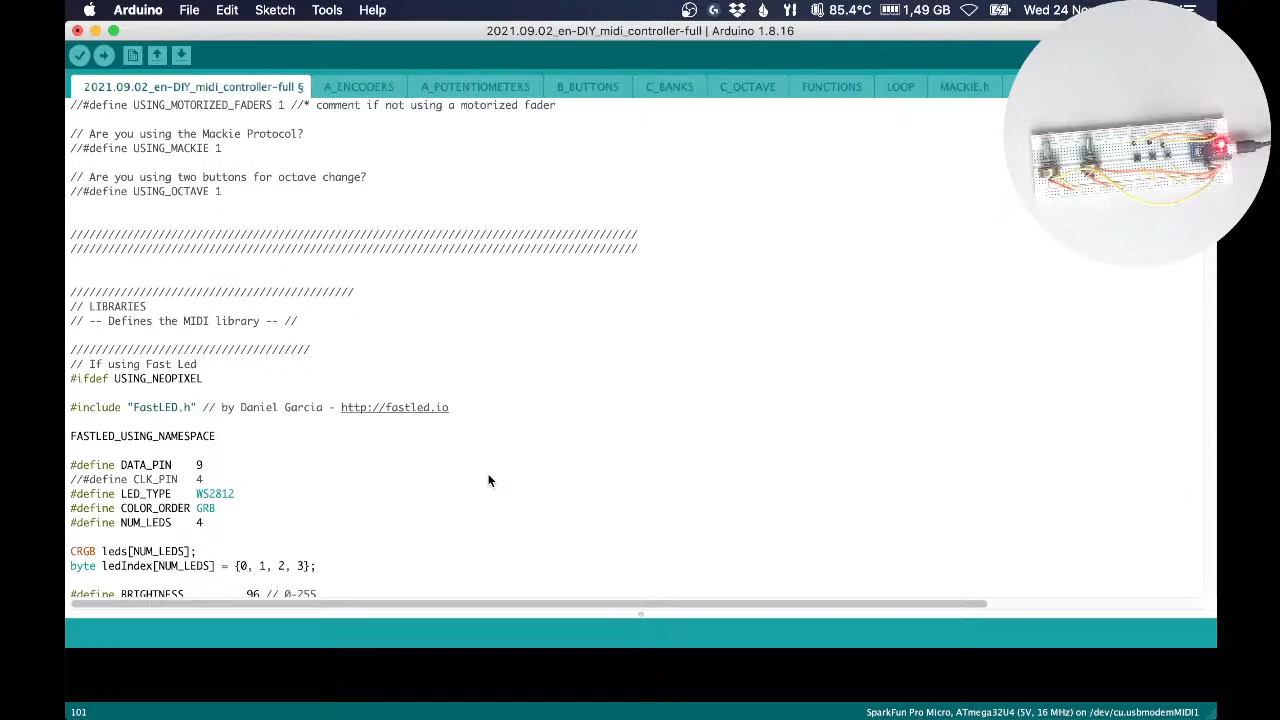 Arduino File Edit Sketch Tools Help 85.4°C 1,49 GB Wed 24 Nov
2021.09.02_en-DIY_midi_controller-full | Arduino 1.8.16
2021.09.02_en-DIY_midi_controller-full § A_ENCODERS A_POTENTIOMETERS B_BUTTONS C_BANKS C_OCTAVE FUNCTIONS LOOP MACKIE.h
//#define USING_MOTORIZED_FADERS 1 //* comment if not using a motorized fader
// Are you using the Mackie Protocol?
//#define USING_MACKIE 1
// Are you using two buttons for octave change?
//#define USING_OCTAVE 1
//////////////////////////////////////////////////////////////////////////////////////////
//////////////////////////////////////////////////////////////////////////////////////////
/////////////////////////////////////////////
// LIBRARIES
// -- Defines the MIDI library -- //
//////////////////////////////////////
// If using Fast Led
#ifdef USING_NEOPIXEL
#include "FastLED.h" // by Daniel Garcia - http://fastled.io
FASTLED_USING_NAMESPACE
#define DATA_PIN 9
//#define CLK_PIN 4
#define LED_TYPE WS2812
#define COLOR_ORDER GRB
#define NUM_LEDS 4
CRGB leds[NUM_LEDS];
byte ledIndex[NUM_LEDS] = {0, 1, 2, 3};
#define BRIGHTNESS 96 // 0-255
101 SparkFun Pro Micro, ATmega32U4 (5V, 16 MHz) on /dev/cu.usbmodemMIDI1